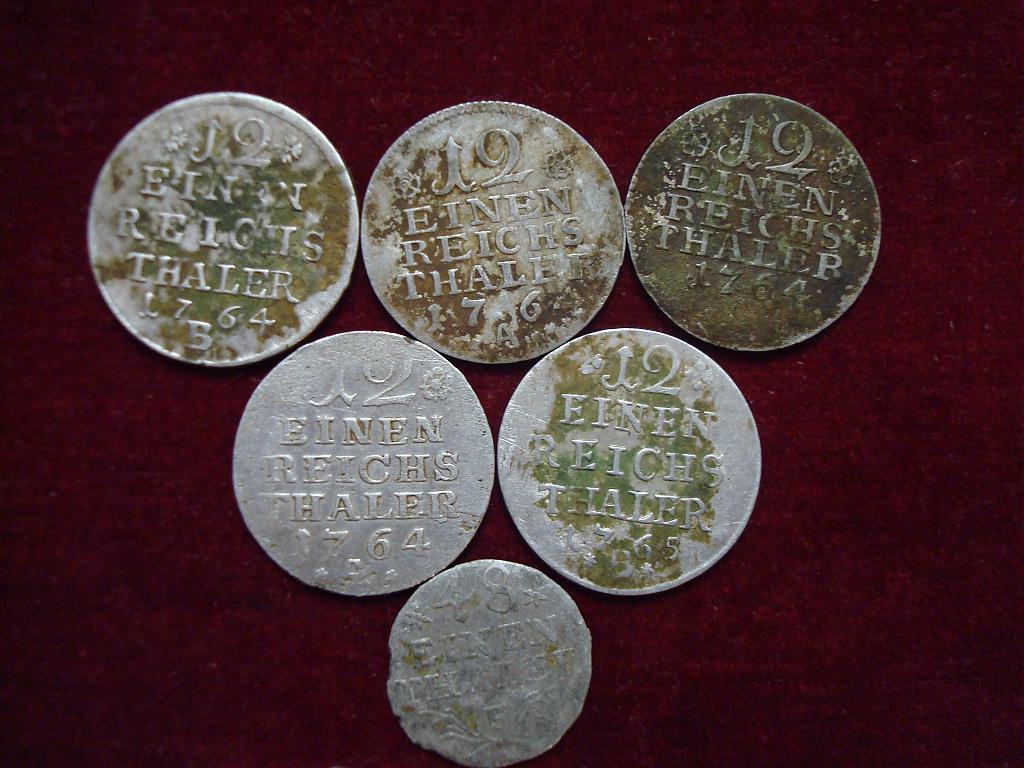 12
EINEN
REICHS
THALER
1764
B
12
EINEN
REICHS
THALER
176
A
12
EINEN
REICHS
THALER
1764
12
EINEN
REICHS
THALER
1764
12
EINEN
REICHS
THALER
1765
48
EINEN